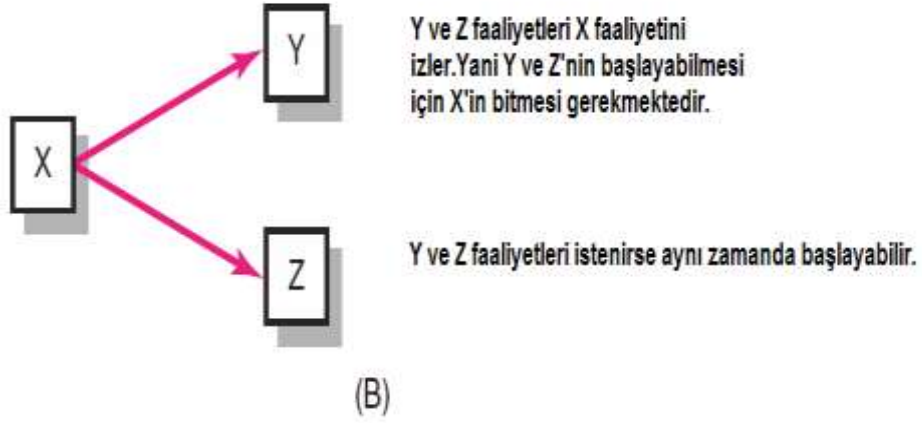 Y
Y ve Z faaliyetleri X faaliyetini
izler.Yani Y ve Z'nin başlayabilmesi
için X'in bitmesi gerekmektedir.
X
Z
Y ve Z faaliyetleri istenirse aynı zamanda başlayabilir.
(B)